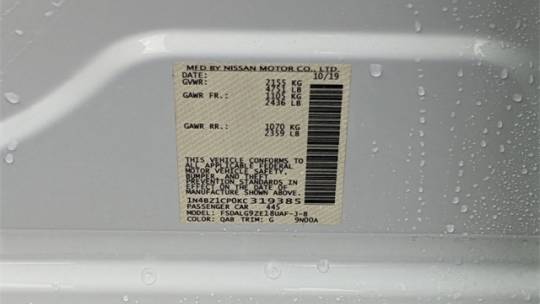 MFD BY NISSAN MOTOR CO., LTD.
DATE: 10/19
GVWR: 2155 KG
4751 LB
GAWR FR.: 1105 KG
2436 LB
GAWR RR.: 1070 KG
2359 LB
THIS VEHICLE CONFORMS TO
ALL APPLICABLE FEDERAL
MOTOR VEHICLE SAFETY,
BUMPER, AND THEFT
PREVENTION STANDARDS IN
EFFECT ON THE DATE OF
MANUFACTURE SHOWN ABOVE.
1N4BZ1CP0KC 319385
PASSENGER CAR 445
MODEL: FSDALG9ZE18UAF-J-8
COLOR: QAB TRIM: G 9N00A